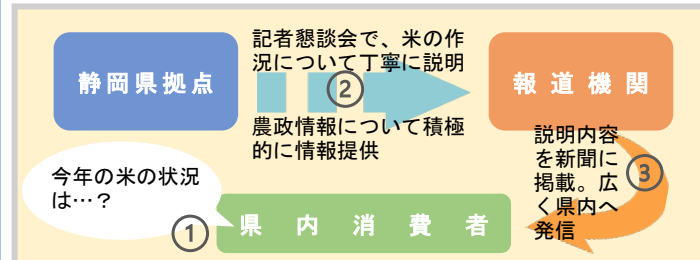 静岡県拠点
記者懇談会で、米の作
況について丁寧に説明
②
農政情報について積極
的に情報提供
報道機関
説明内容
を新聞に
掲載。広
く県内へ
発信
③
今年の米の状況
は…？
①
県内消費者